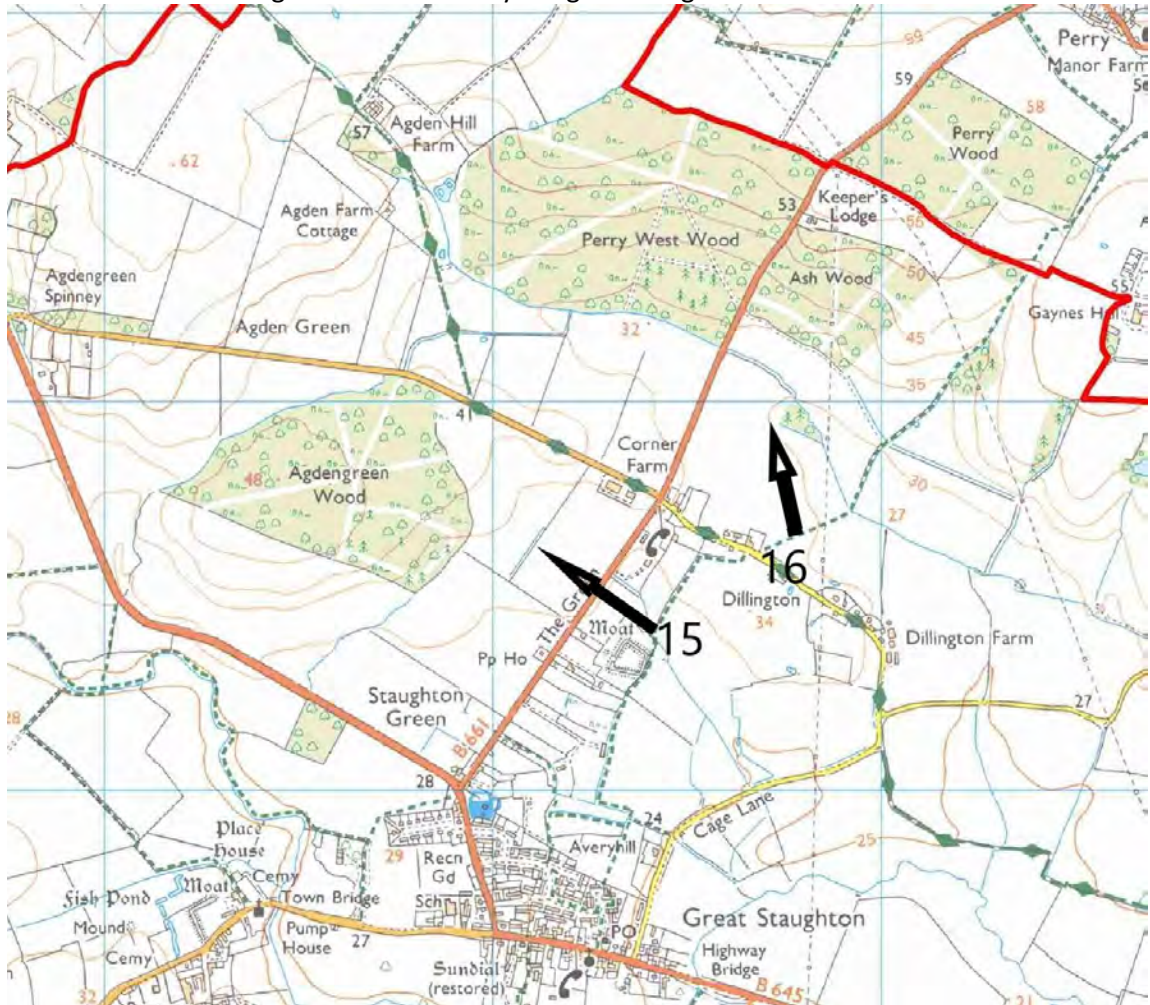 59
59
Perry
Manor Farm
58
57
Agden Hill
Farm
Perry
Wood
62
Keeper's
Lodge
Agden Farm
Cottage
53
Perry West Wood
50
Ash Wood
55
Agdengreen
Spinney
Agden Green
32
Gaynes Hall
45
35
41
Corner
Farm
48
Agdengreen
Wood
30
27
16
Dillington
The Green
Moat
15
34
Dillington Farm
Pp Ho
Staughton
Green
27
28
B 661
28
Place
House
29
Averyhill
24
Cage Lane
25
Cemy
Recn
Gd
Fish Pond
Moat
Town Bridge
Sch
Mound
Great Staughton
Pump
House
27
PO
Cemy
Highway
Bridge
Sundial
(restored)
32
B 645
21